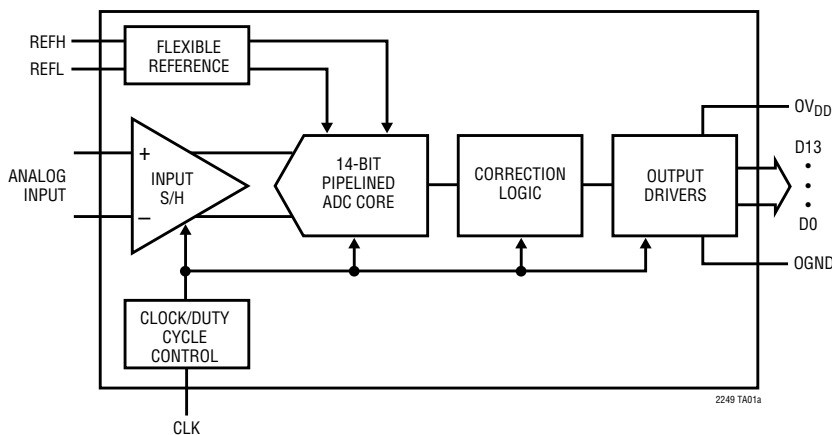 REFH
REFL
FLEXIBLE
REFERENCE
OVDD
ANALOG
INPUT
+
−
INPUT
S/H
14-BIT
PIPELINED
ADC CORE
CORRECTION
LOGIC
OUTPUT
DRIVERS
D13
•
•
•
D0
OGND
CLOCK/DUTY
CYCLE
CONTROL
CLK
2249 TA01a